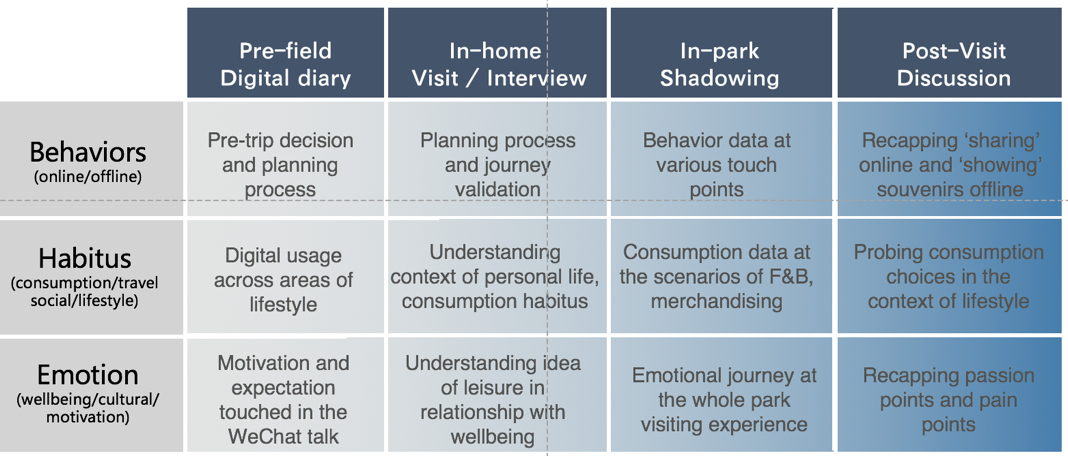 Pre-field
Digital diary
In-home
Visit / Interview
In-park
Shadowing
Post-Visit
Discussion
Behaviors
(online/offline)
Pre-trip decision
and planning
process
Planning process
and journey
validation
Behavior data at
various touch
points
Recapping ‘sharing’
online and ‘showing’
souvenirs offline
Habitus
(consumption/travel
social/lifestyle)
Digital usage
across areas of
lifestyle
Understanding
context of personal life,
consumption habitus
Consumption data at
the scenarios of F&B,
merchandising
Probing consumption
choices in the
context of lifestyle
Emotion
(wellbeing/cultural/
motivation)
Motivation and
expectation
touched in the
WeChat talk
Understanding idea
of leisure in
relationship with
wellbeing
Emotional journey at
the whole park
visiting experience
Recapping passion
points and pain
points